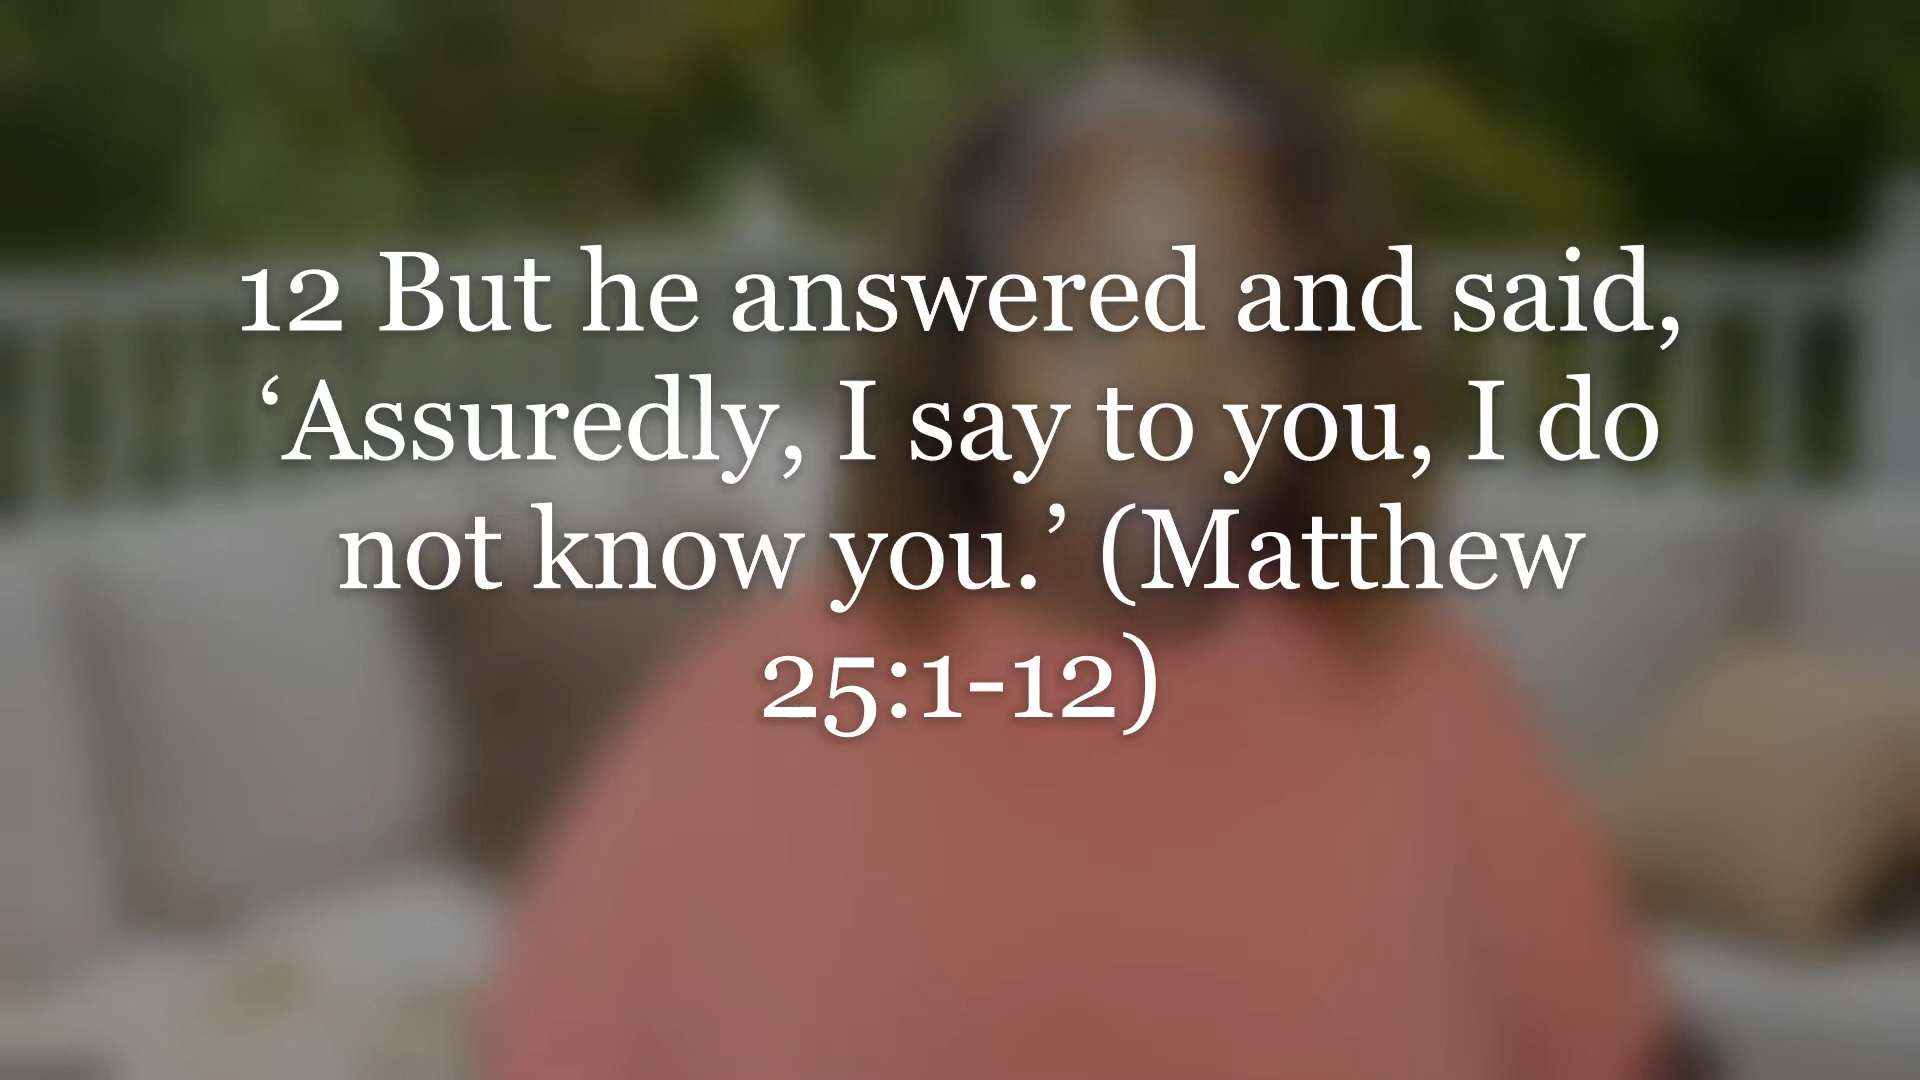 12 But he answered and said,
‘Assuredly, I say to you, I do
not know you.’ (Matthew
25:1-12)